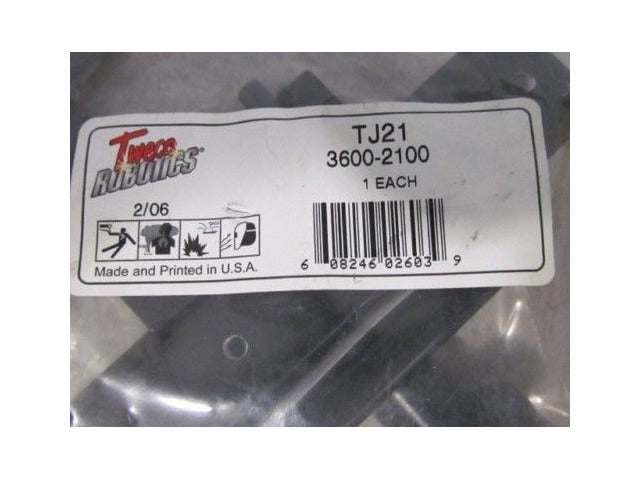 Tweco
ROBOTICS
2/06
Made and Printed in U.S.A.
TJ21
3600-2100
1 EACH
6 08246 02603 9